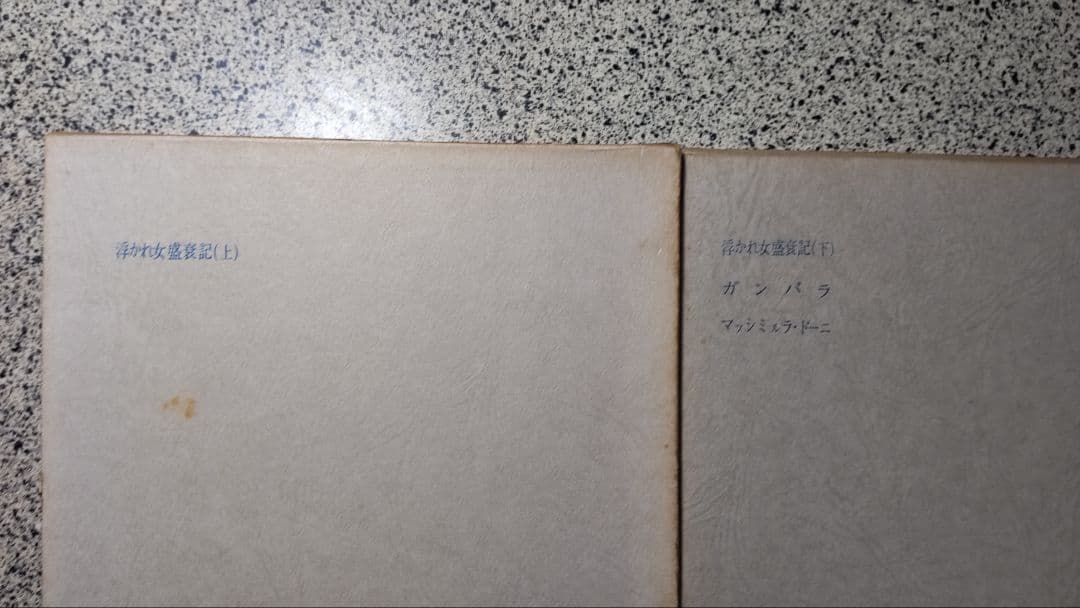 浮かれ女盛衰記(上)
浮かれ女盛衰記(下)
ガンバラ
マッシミルラ・ドーニ